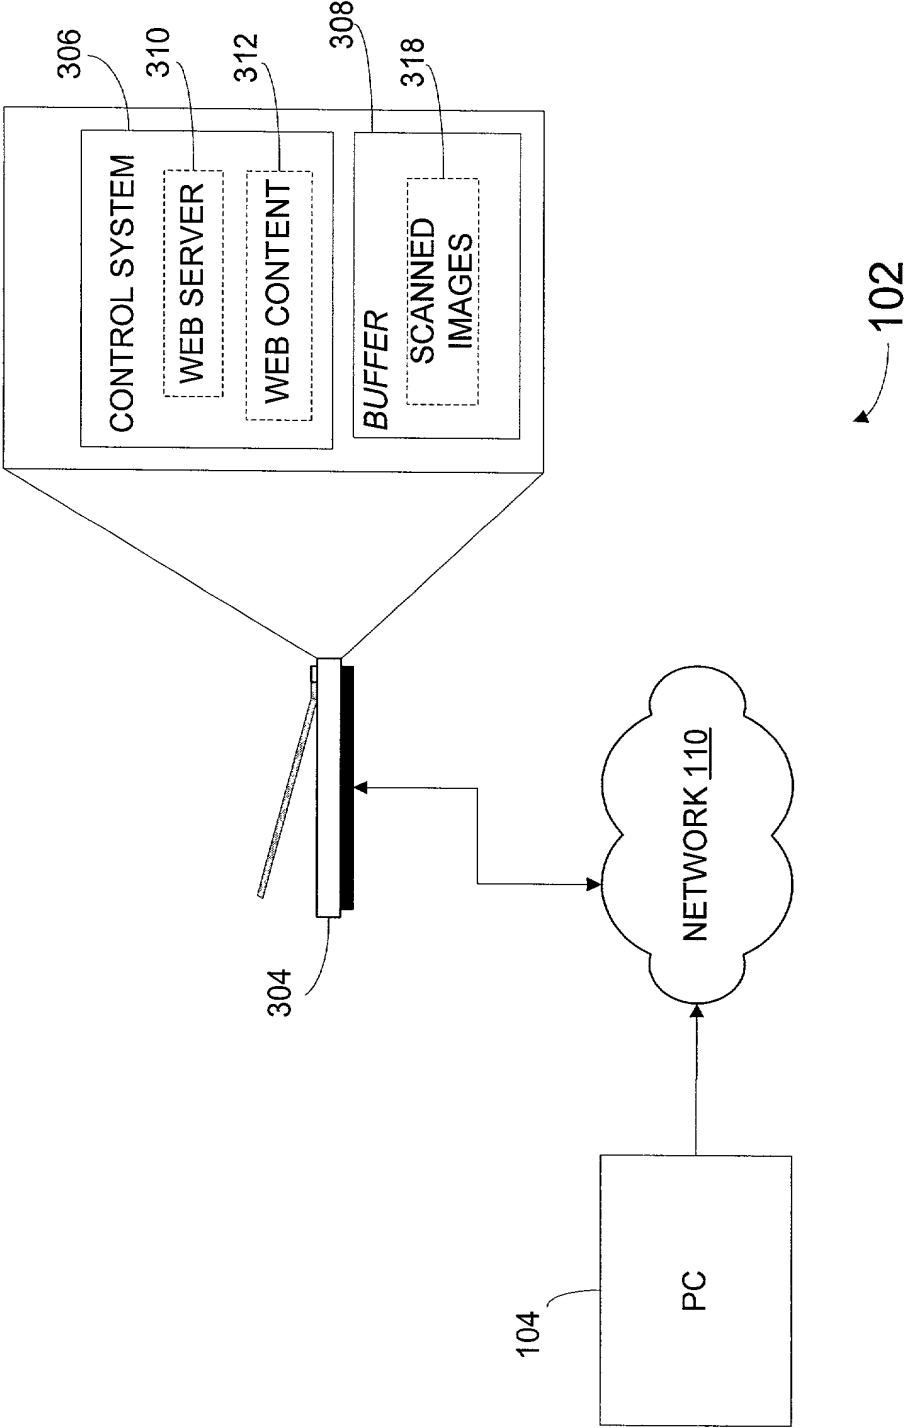 306
310
312
308
318
CONTROL SYSTEM
WEB SERVER
WEB CONTENT
BUFFER
SCANNED
IMAGES
304
NETWORK 110
104
PC
102